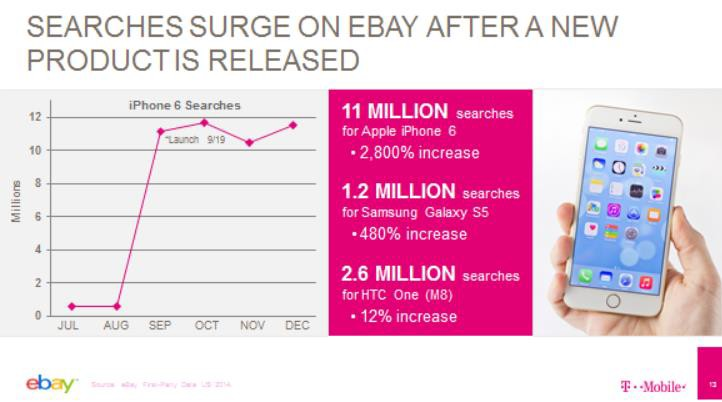 SEARCHES SURGE ON EBAY AFTER A NEW
PRODUCT IS RELEASED
iPhone 6 Searches
12
10
8
6
4
2
0
Millions
*Launch 9/19
JUL AUG SEP OCT NOV DEC
11 MILLION searches
for Apple iPhone 6
• 2,800% increase
1.2 MILLION searches
for Samsung Galaxy S5
• 480% increase
2.6 MILLION searches
for HTC One (M8)
• 12% increase
ebay
Source: eBay First-Party Data US 2014
T··Mobile·
13